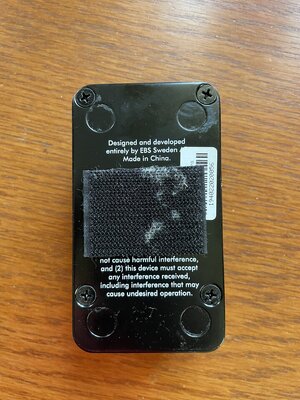 Designed and developed
entirely by EBS Sweden
Made in China.
not cause harmful interference,
and (2) this device must accept
any interference received,
including interference that may
cause undesired operation.